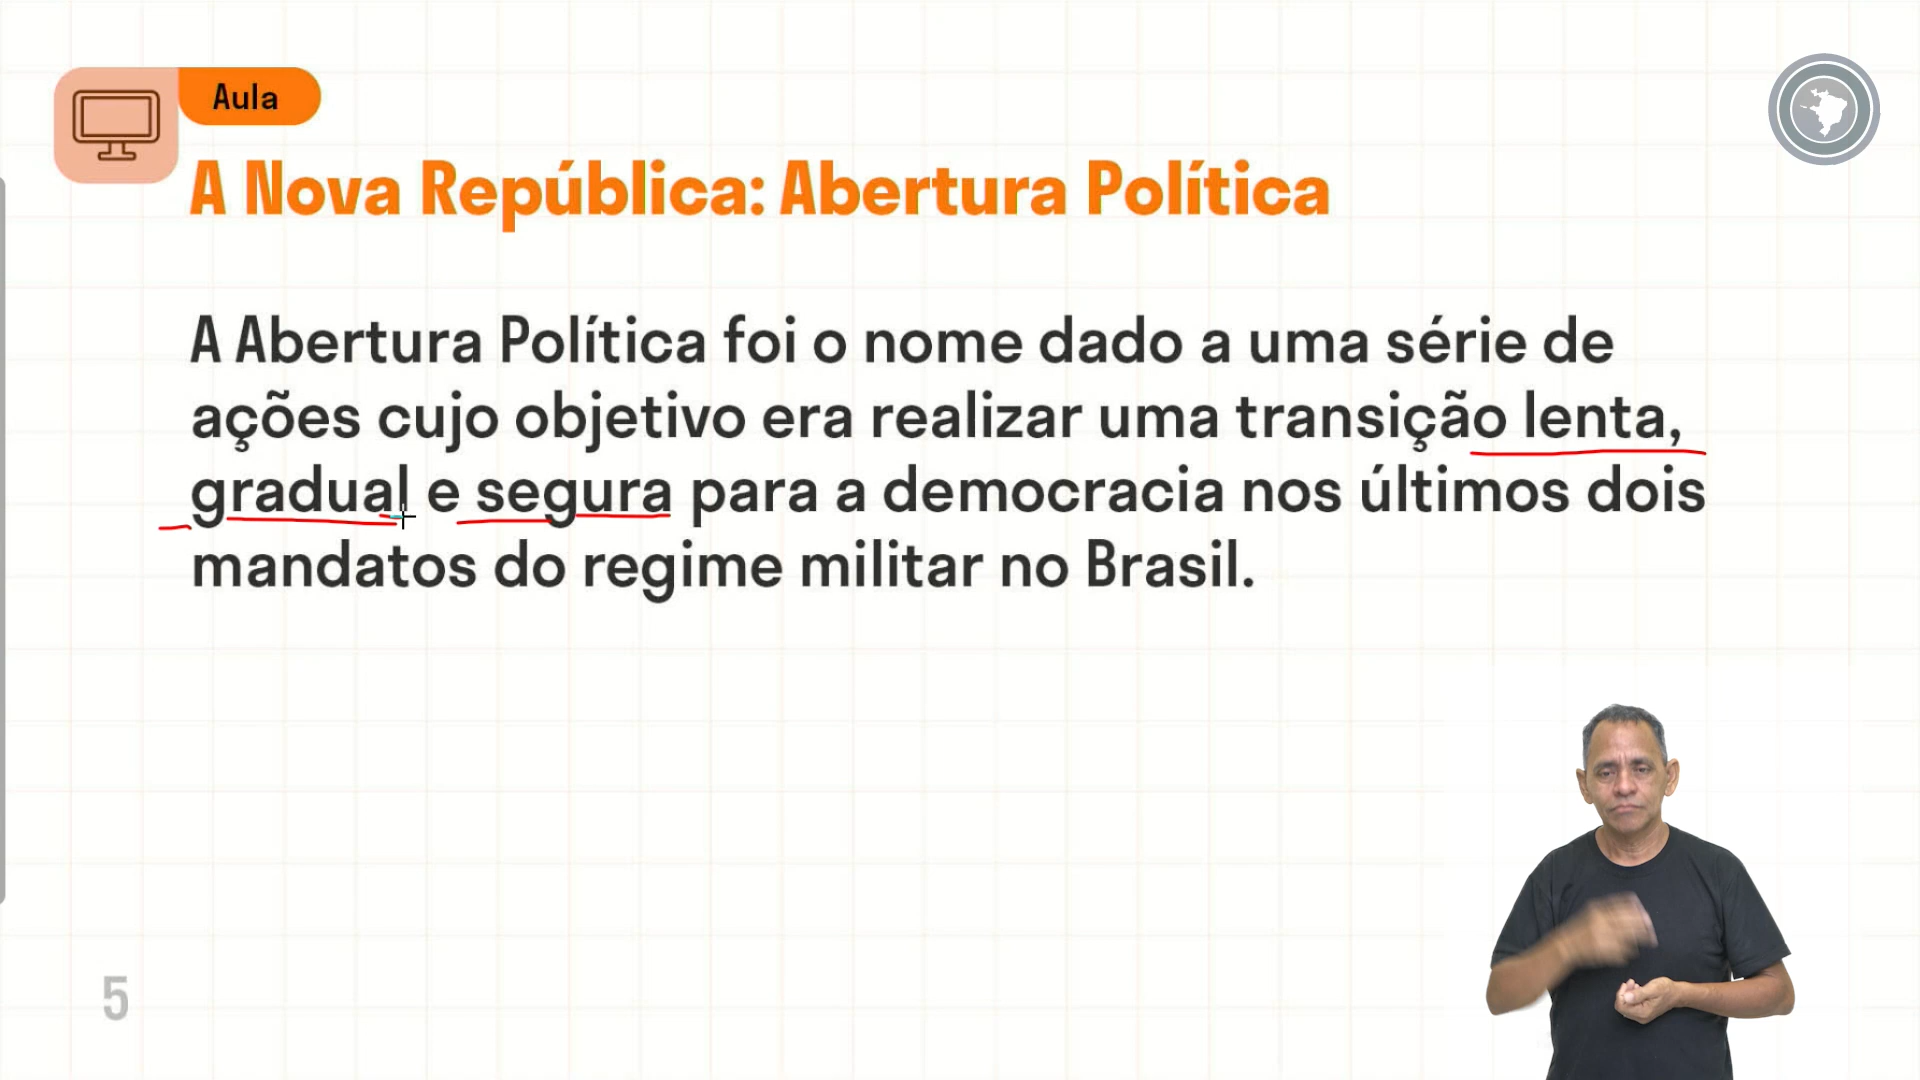 Aula
A Nova República: Abertura Política
A Abertura Política foi o nome dado a uma série de
ações cujo objetivo era realizar uma transição lenta,
gradual e segura para a democracia nos últimos dois
mandatos do regime militar no Brasil.
5